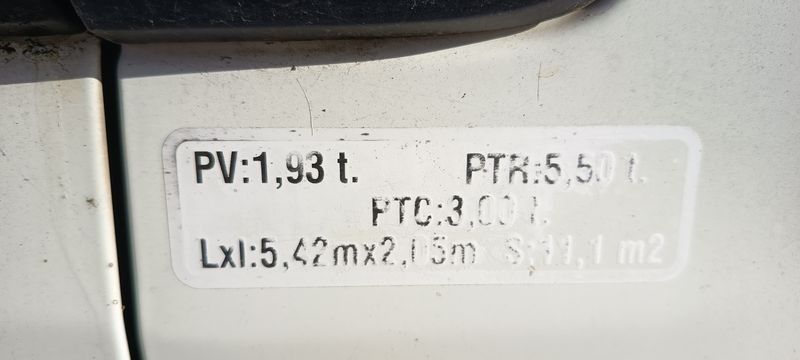 PV:1,93 t. PTR:5,50 t.
PTC:3,00 t.
Lxl:5,42mx2,05m S:11,1 m2